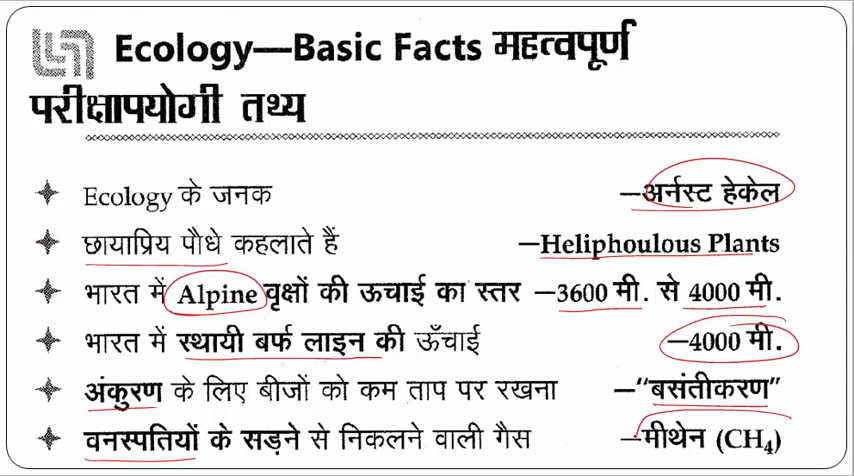 Ecology—Basic Facts महत्वपूर्ण
परीक्षापयोगी तथ्य
Ecology के जनक —अर्नस्ट हेकेल
छायाप्रिय पौधे कहलाते हैं —Heliphoulous Plants
भारत में Alpine वृक्षों की ऊचाई का स्तर —3600 मी. से 4000 मी.
भारत में स्थायी बर्फ लाइन की ऊँचाई —4000 मी.
अंकुरण के लिए बीजों को कम ताप पर रखना —“बसंतीकरण”
वनस्पतियों के सड़ने से निकलने वाली गैस —मीथेन (CH₄)